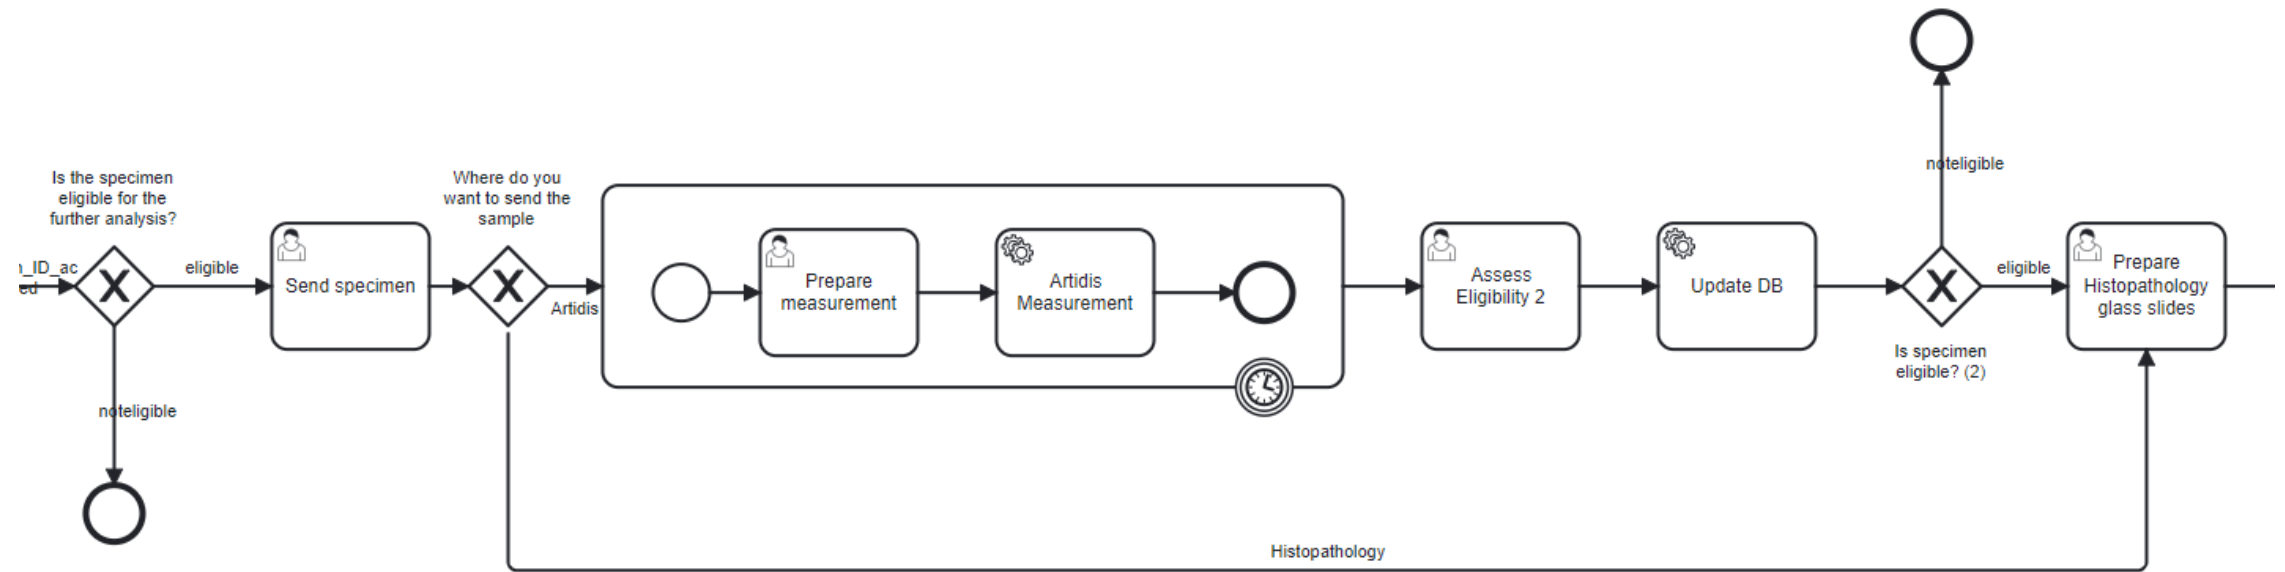 Is the specimen
eligible for the
further analysis?
_ID_ac
ed
eligible
noteligible
Send specimen
Where do you
want to send the
sample
Artidis
Prepare
measurement
Artidis
Measurement
Assess
Eligibility 2
Update DB
noteligible
Is specimen
eligible? (2)
eligible
Prepare
Histopathology
glass slides
Histopathology